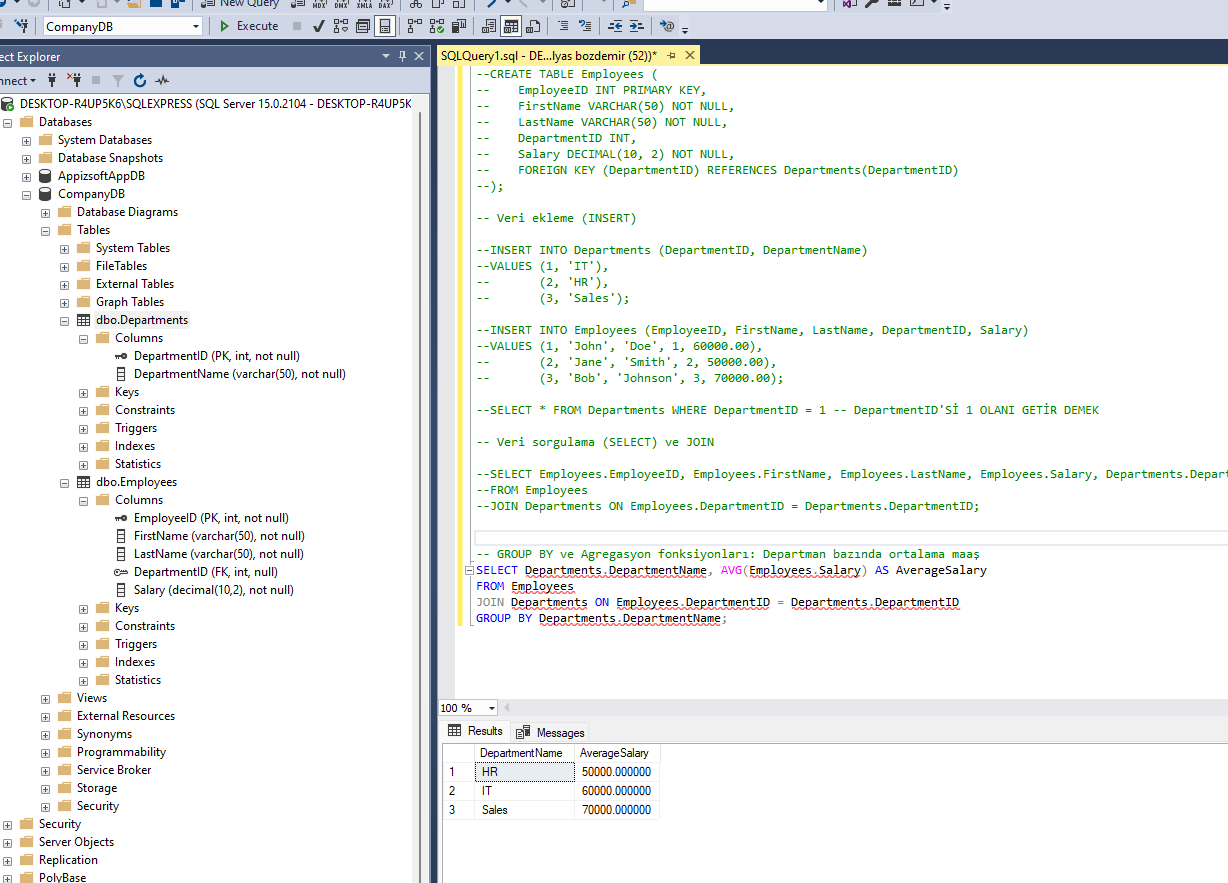 New Query
CompanyDB
Execute
ect Explorer
nnect
DESKTOP-R4UP5K6\SQLEXPRESS (SQL Server 15.0.2104 - DESKTOP-R4UP5K
Databases
System Databases
Database Snapshots
AppizsoftAppDB
CompanyDB
Database Diagrams
Tables
System Tables
FileTables
External Tables
Graph Tables
dbo.Departments
Columns
DepartmentID (PK, int, not null)
DepartmentName (varchar(50), not null)
Keys
Constraints
Triggers
Indexes
Statistics
dbo.Employees
Columns
EmployeeID (PK, int, not null)
FirstName (varchar(50), not null)
LastName (varchar(50), not null)
DepartmentID (FK, int, null)
Salary (decimal(10,2), not null)
Keys
Constraints
Triggers
Indexes
Statistics
Views
External Resources
Synonyms
Programmability
Service Broker
Storage
Security
Security
Server Objects
Replication
PolyBase
SQLQuery1.sql - DE...lyas bozdemir (52))*
--CREATE TABLE Employees (
--    EmployeeID INT PRIMARY KEY,
--    FirstName VARCHAR(50) NOT NULL,
--    LastName VARCHAR(50) NOT NULL,
--    DepartmentID INT,
--    Salary DECIMAL(10, 2) NOT NULL,
--    FOREIGN KEY (DepartmentID) REFERENCES Departments(DepartmentID)
--);
-- Veri ekleme (INSERT)
--INSERT INTO Departments (DepartmentID, DepartmentName)
--VALUES (1, 'IT'),
--       (2, 'HR'),
--       (3, 'Sales');
--INSERT INTO Employees (EmployeeID, FirstName, LastName, DepartmentID, Salary)
--VALUES (1, 'John', 'Doe', 1, 60000.00),
--       (2, 'Jane', 'Smith', 2, 50000.00),
--       (3, 'Bob', 'Johnson', 3, 70000.00);
--SELECT * FROM Departments WHERE DepartmentID = 1 -- DepartmentID'Sİ 1 OLANI GETİR DEMEK
-- Veri sorgulama (SELECT) ve JOIN
--SELECT Employees.EmployeeID, Employees.FirstName, Employees.LastName, Employees.Salary, Departments.Depart
--FROM Employees
--JOIN Departments ON Employees.DepartmentID = Departments.DepartmentID;
-- GROUP BY ve Agregasyon fonksiyonları: Departman bazında ortalama maaş
SELECT Departments.DepartmentName, AVG(Employees.Salary) AS AverageSalary
FROM Employees
JOIN Departments ON Employees.DepartmentID = Departments.DepartmentID
GROUP BY Departments.DepartmentName;
100 %
Results Messages
DepartmentName AverageSalary
1 HR 50000.000000
2 IT 60000.000000
3 Sales 70000.000000